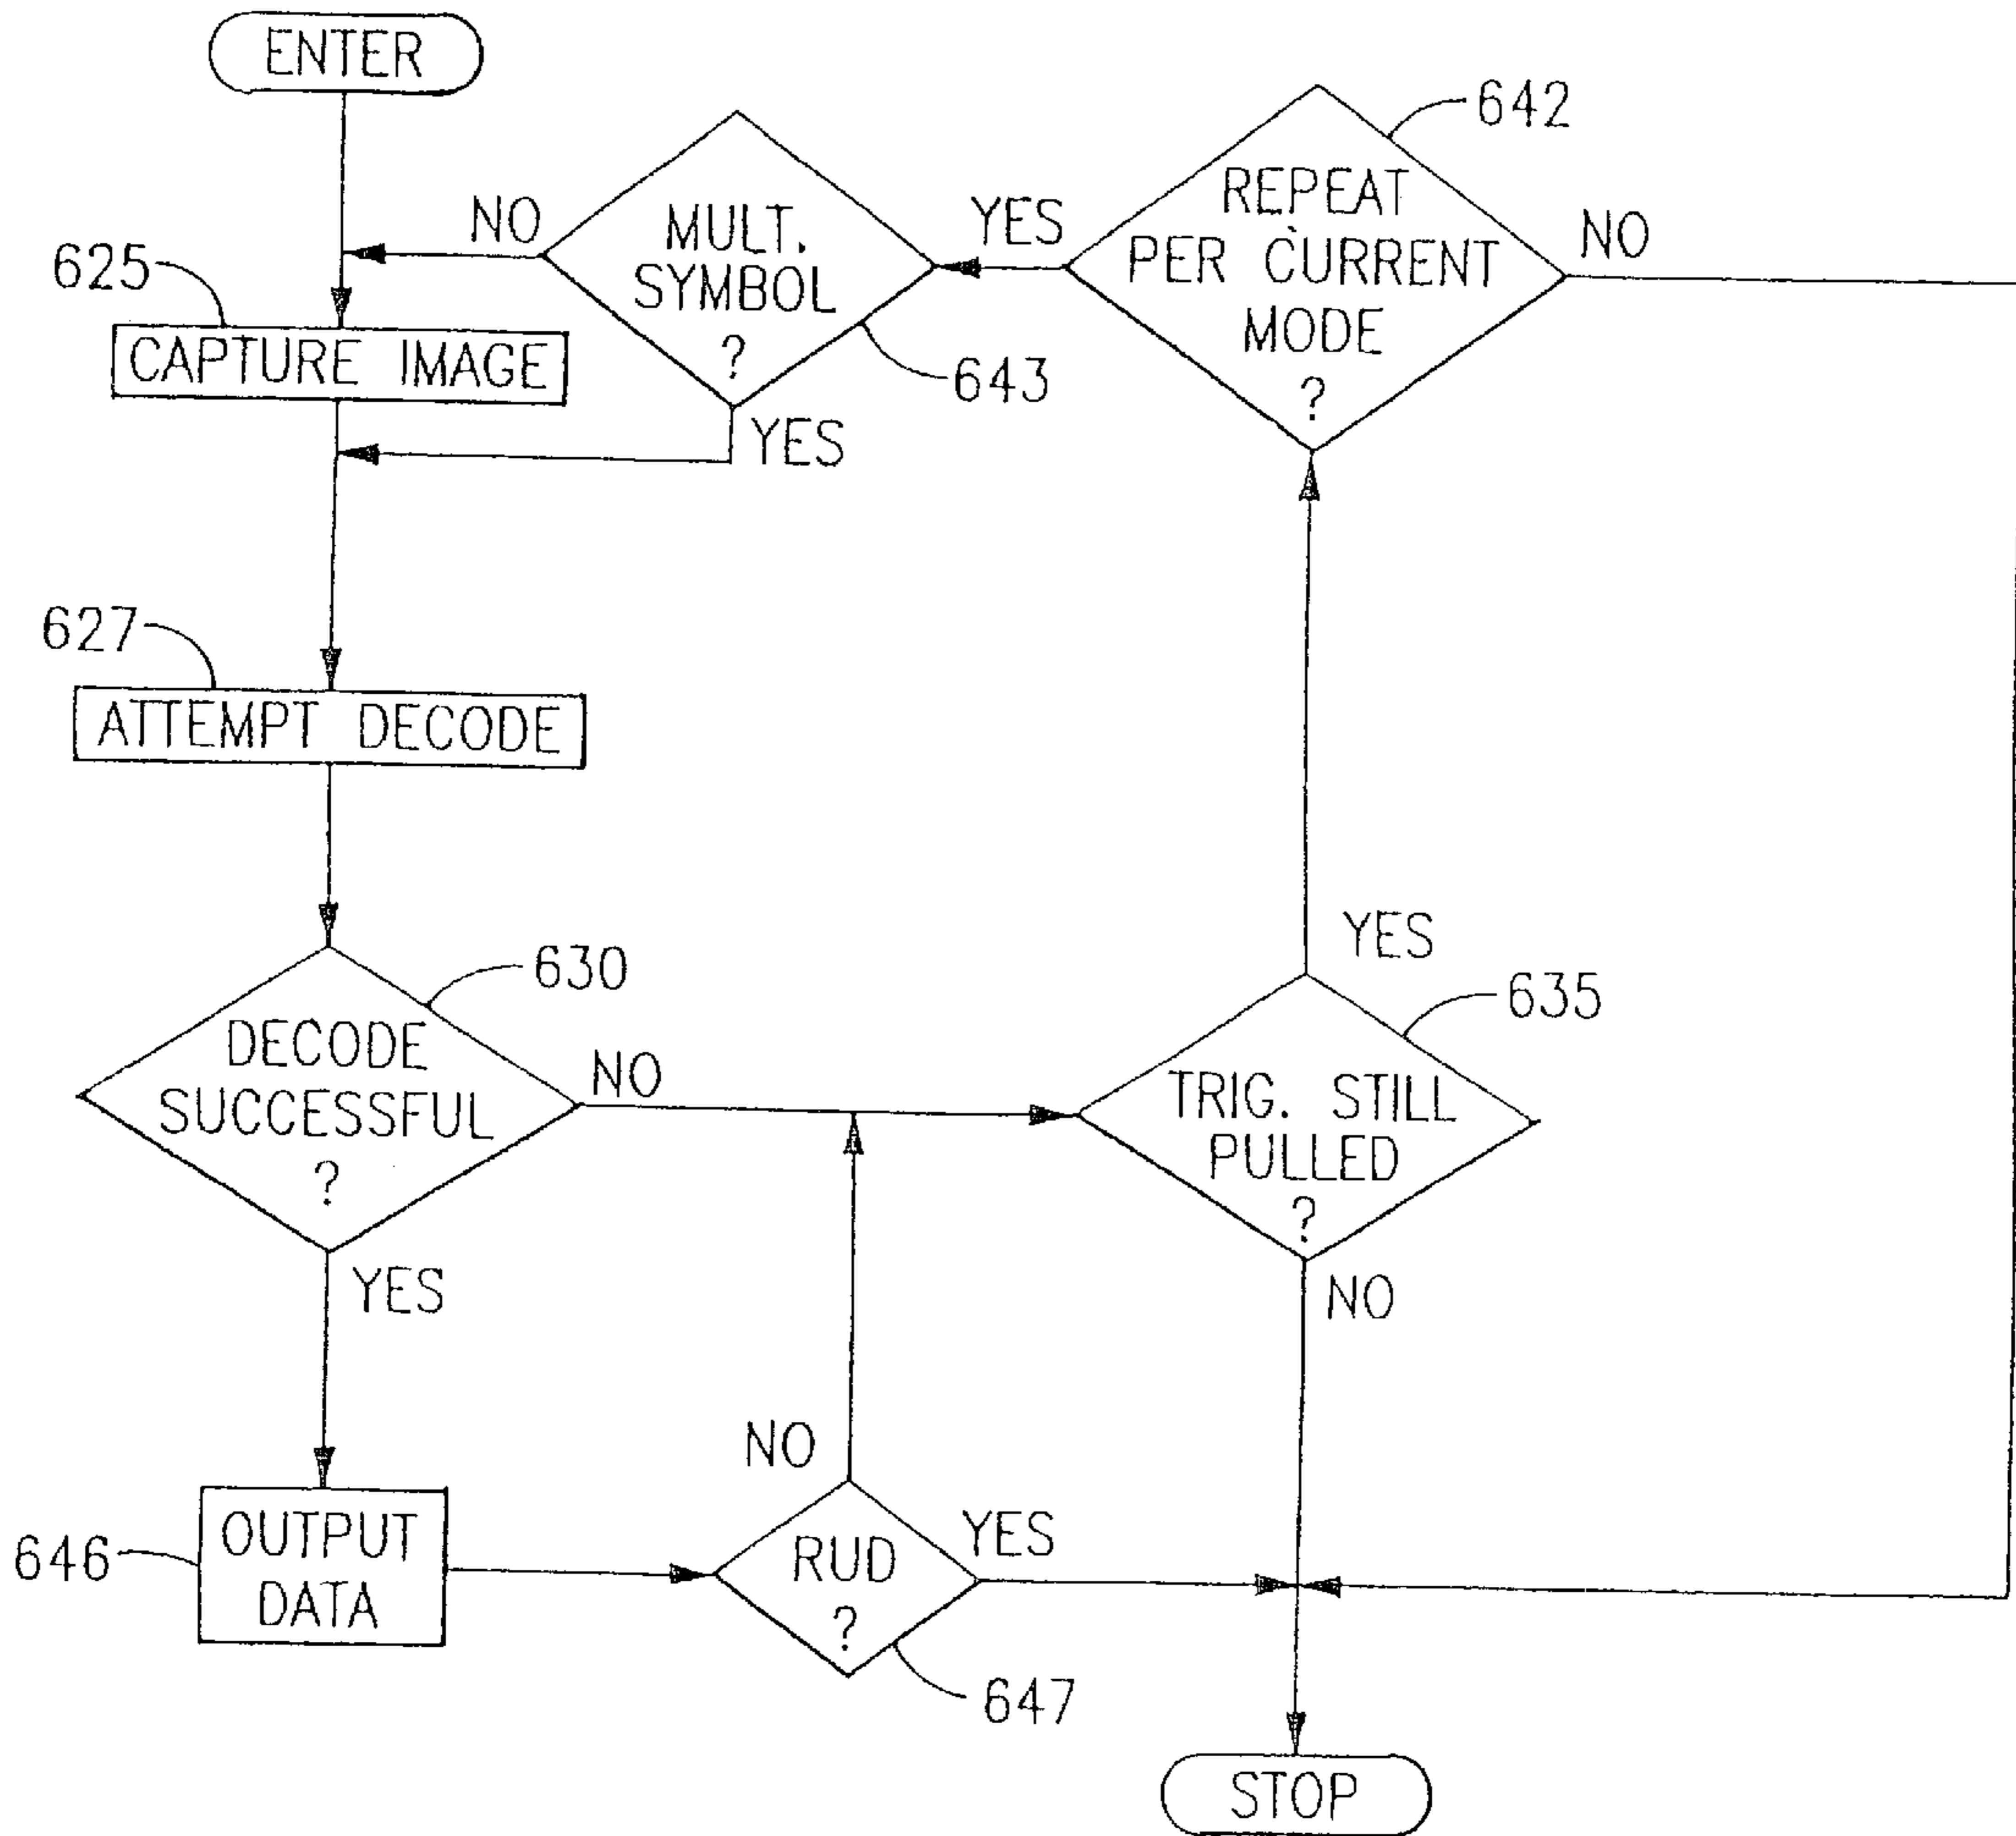 ENTER
642
REPEAT
PER CURRENT
MODE
?
YES
NO
MULT.
SYMBOL
?
NO
643
YES
625
CAPTURE IMAGE
627
ATTEMPT DECODE
630
DECODE
SUCCESSFUL
?
NO
YES
635
TRIG. STILL
PULLED
?
YES
NO
646
OUTPUT
DATA
RUD
?
NO
YES
647
STOP